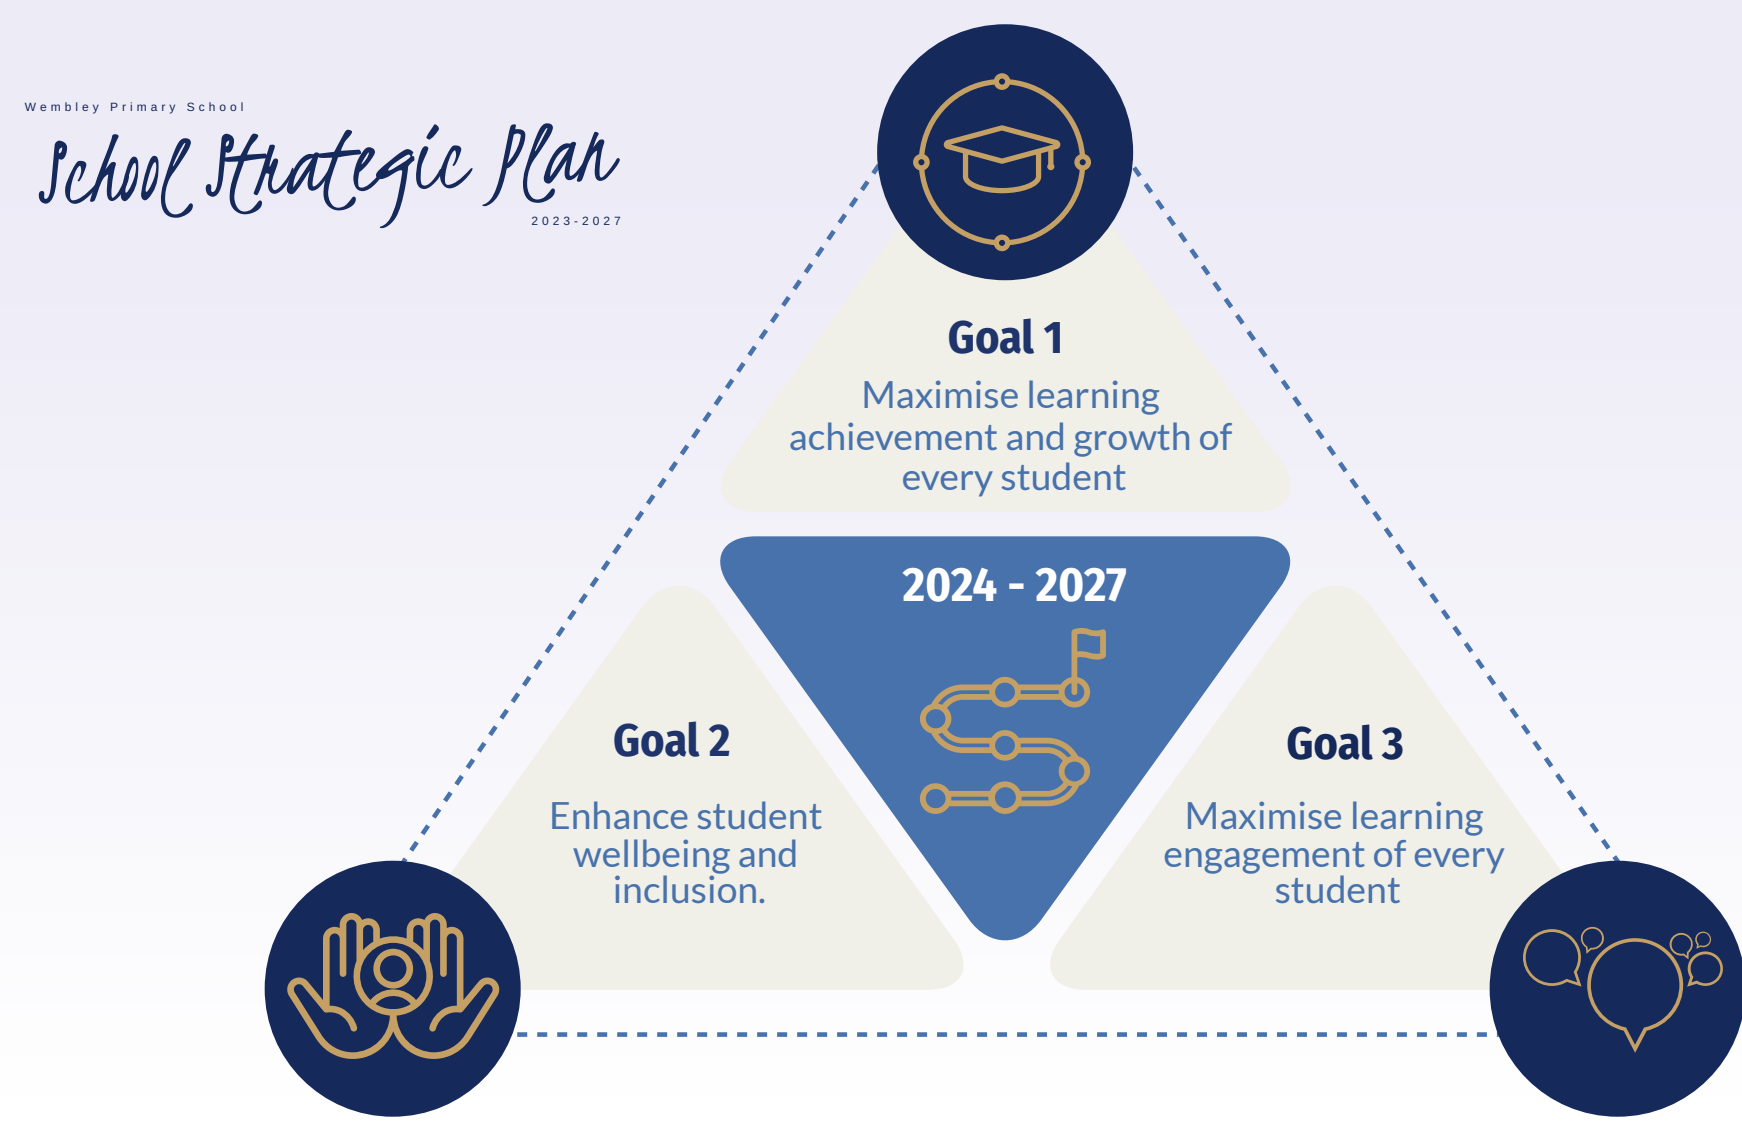 Wembley Primary School
School Strategic Plan
2023-2027
Goal 1
Maximise learning
achievement and growth of
every student
2024 - 2027
Goal 2
Enhance student
wellbeing and
inclusion.
Goal 3
Maximise learning
engagement of every
student